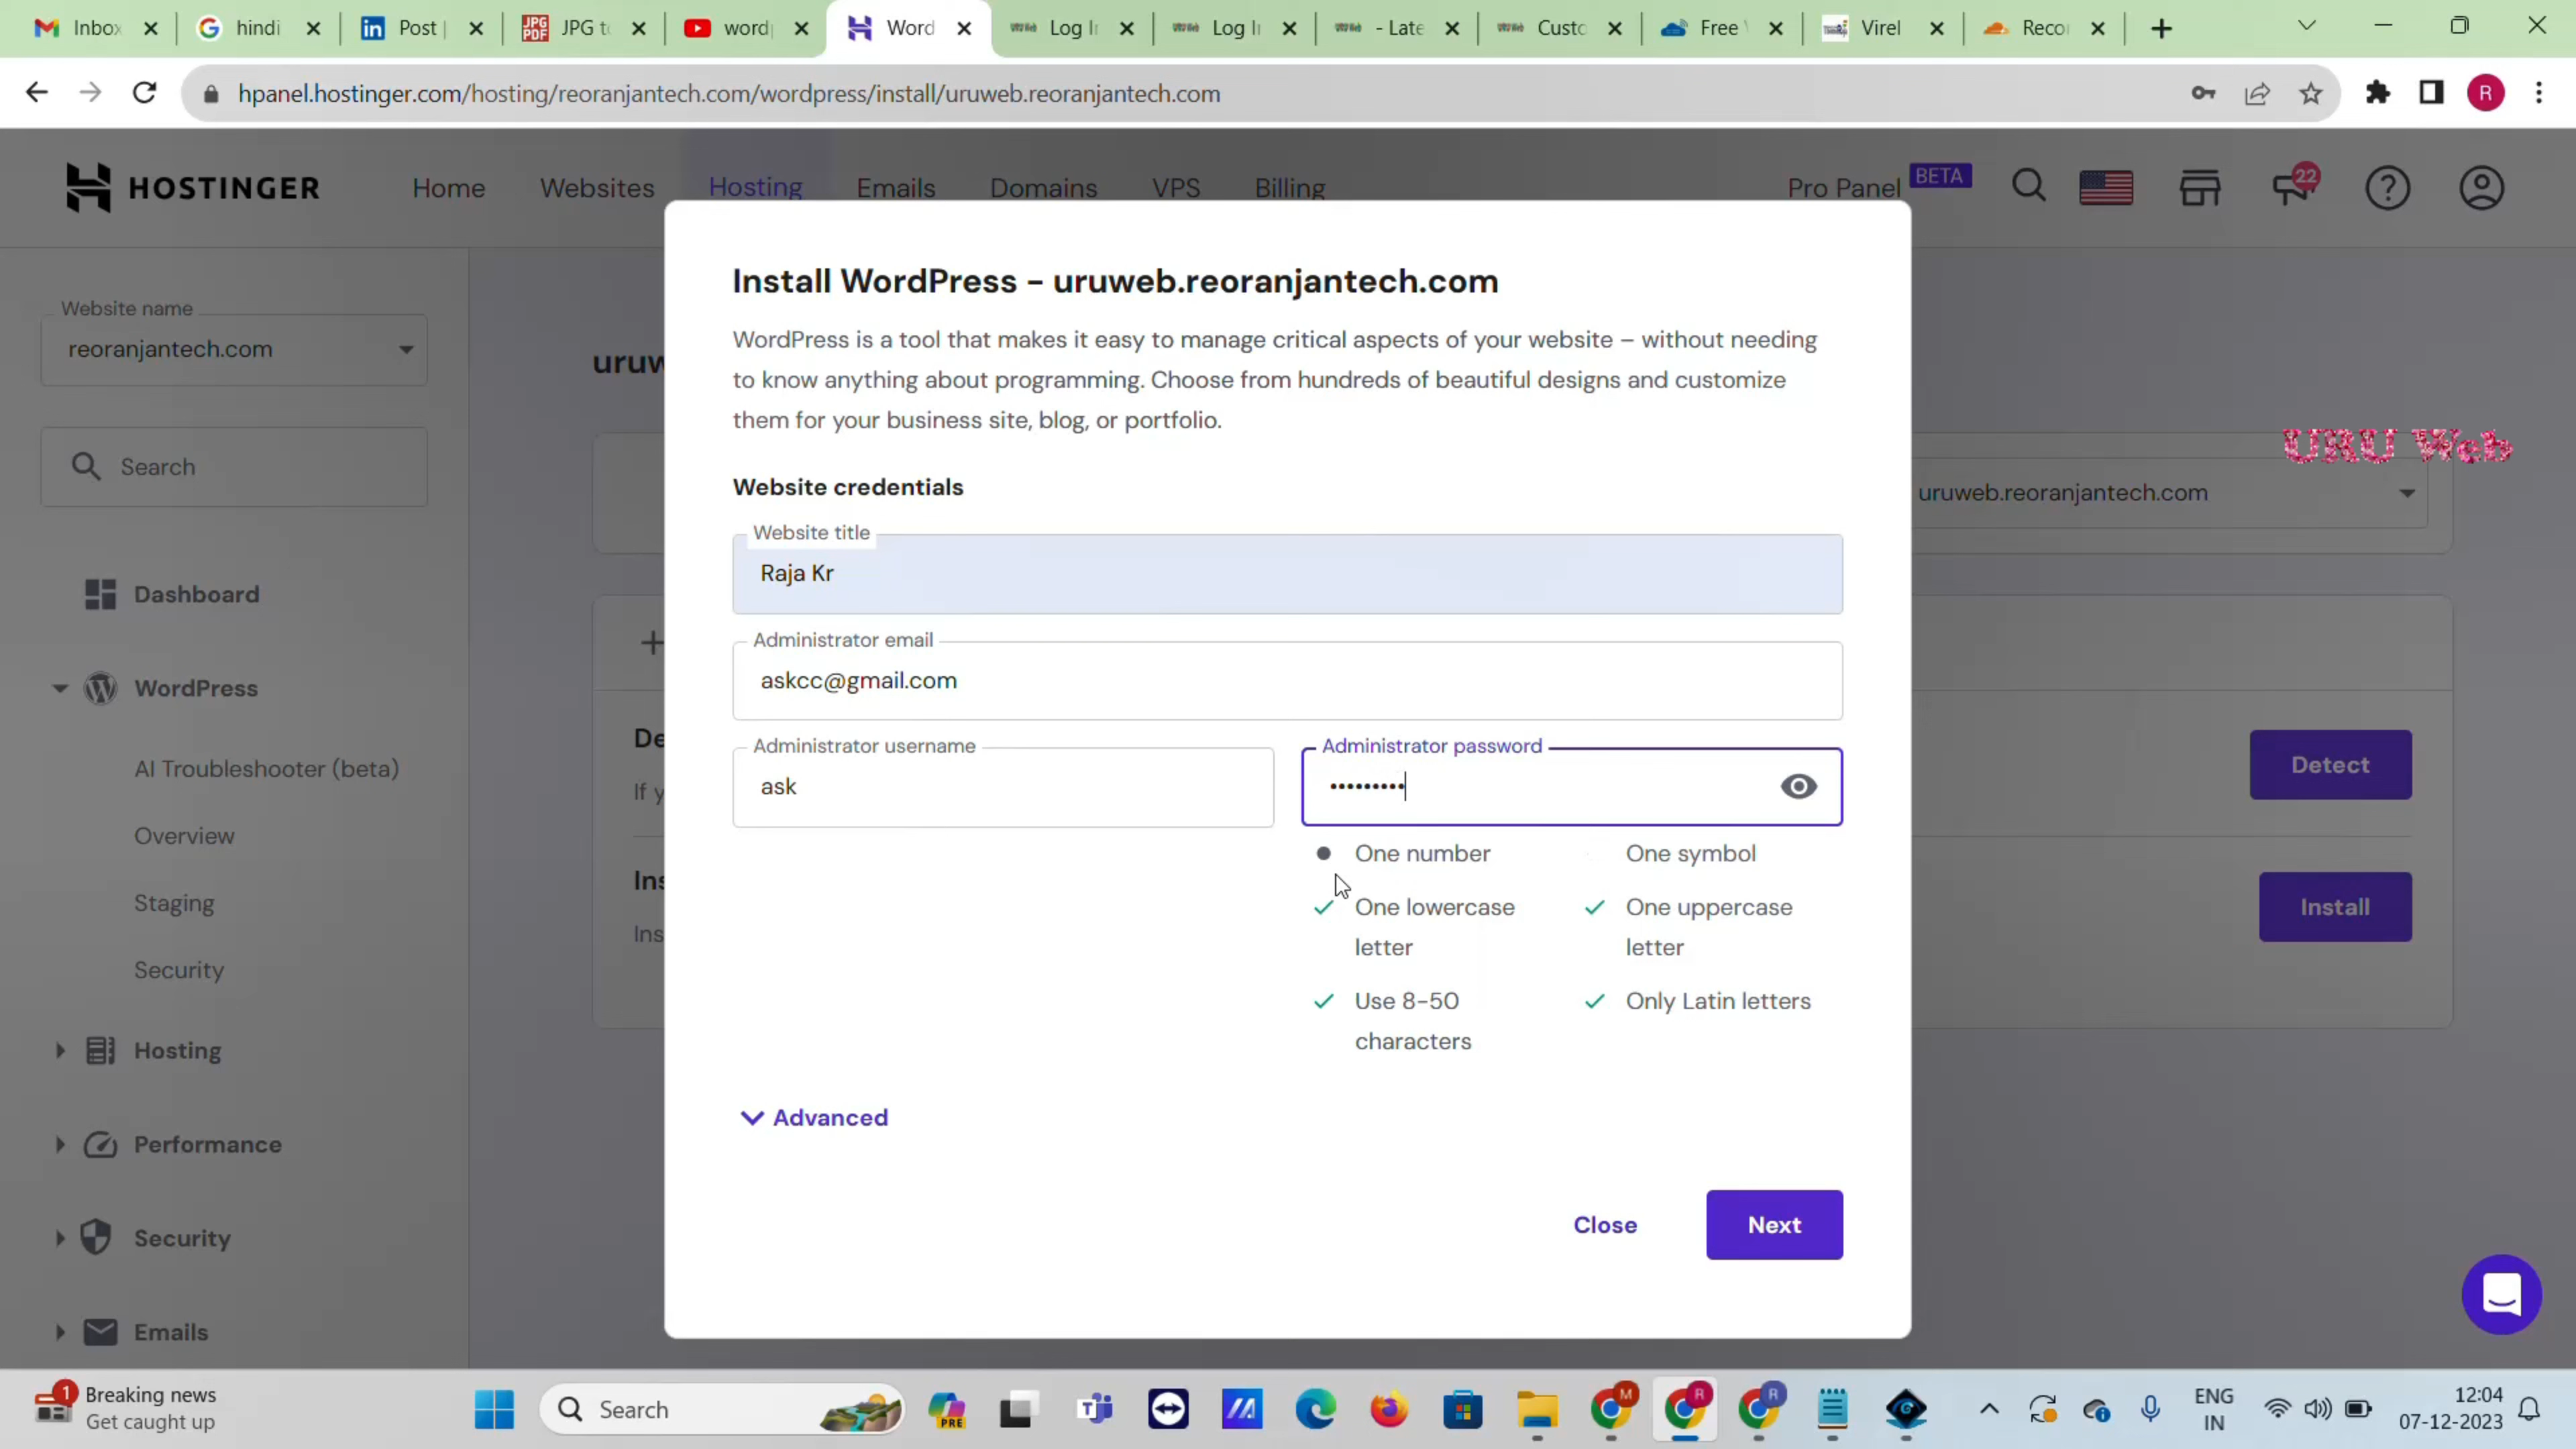 Inbox
hindi
Post
JPG to
word
Word
Log In
Log In
- Late
Custo
Free
Virel
Reco
hpanel.hostinger.com/hosting/reoranjantech.com/wordpress/install/uruweb.reoranjantech.com
R
HOSTINGER
Home
Websites
Hosting
Emails
Domains
VPS
Billing
Pro Panel
BETA
22
Website name
reoranjantech.com
Search
Dashboard
WordPress
AI Troubleshooter (beta)
Overview
Staging
Security
Hosting
Performance
Security
Emails
uruw
De
If y
Ins
Ins
Install WordPress – uruweb.reoranjantech.com
WordPress is a tool that makes it easy to manage critical aspects of your website – without needing
to know anything about programming. Choose from hundreds of beautiful designs and customize
them for your business site, blog, or portfolio.
Website credentials
Website title
Raja Kr
Administrator email
askcc@gmail.com
Administrator username
ask
Administrator password
•••••••••
One number
One symbol
One lowercase
letter
One uppercase
letter
Use 8-50
characters
Only Latin letters
Advanced
Close
Next
URU Web
uruweb.reoranjantech.com
Detect
Install
1
Breaking news
Get caught up
Search
PRE
M
R
R
ENG
IN
12:04
07-12-2023